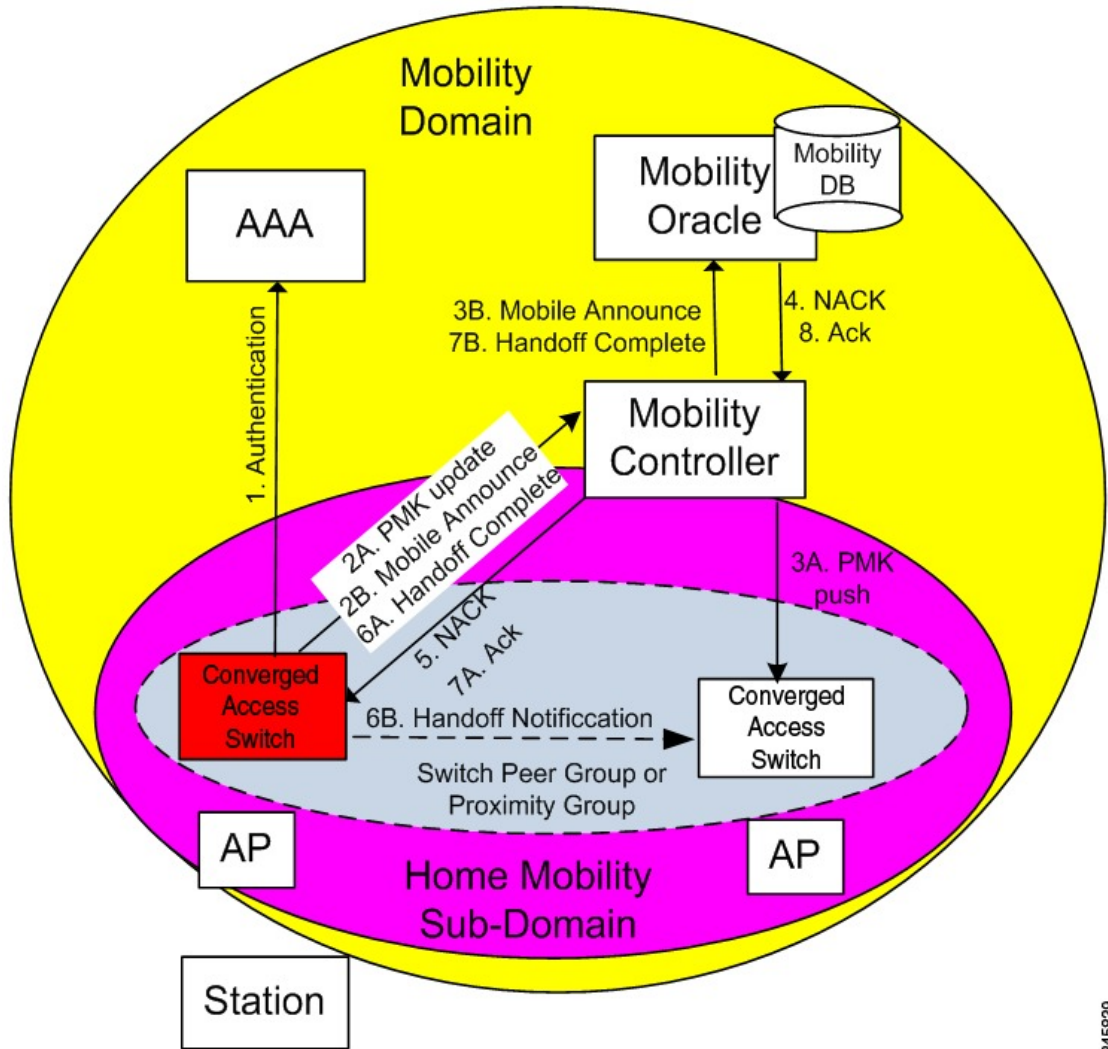 Mobility
Domain
Mobility
DB
Mobility
Oracle
AAA
3B. Mobile Announce
7B. Handoff Complete
4. NACK
8. Ack
1. Authentication
Mobility
Controller
2A. PMK update
2B. Mobile Announce
6A. Handoff Complete
3A. PMK
push
5. NACK
7A. Ack
Converged
Access
Switch
6B. Handoff Notificcation
Converged
Access
Switch
Switch Peer Group or
Proximity Group
AP
AP
Home Mobility
Sub-Domain
Station